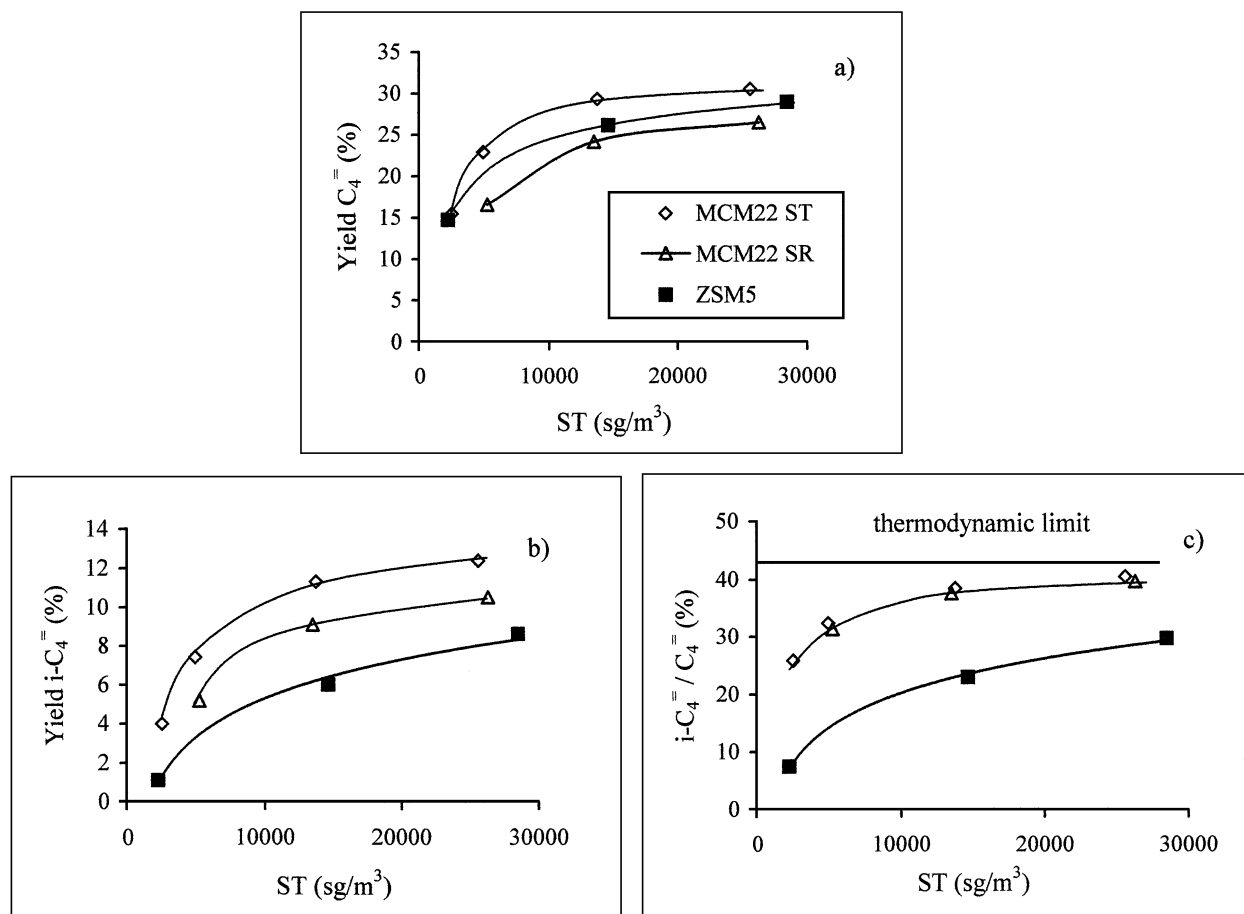 a)
Yield C₄⁼ (%)
35
30
25
20
15
10
5
0
MCM22 ST
MCM22 SR
ZSM5
0 10000 20000 30000
ST (sg/m³)
b)
Yield i-C₄⁼ (%)
14
12
10
8
6
4
2
0
0 10000 20000 30000
ST (sg/m³)
thermodynamic limit
c)
i-C₄⁼ / C₄⁼ (%)
50
40
30
20
10
0
0 10000 20000 30000
ST (sg/m³)